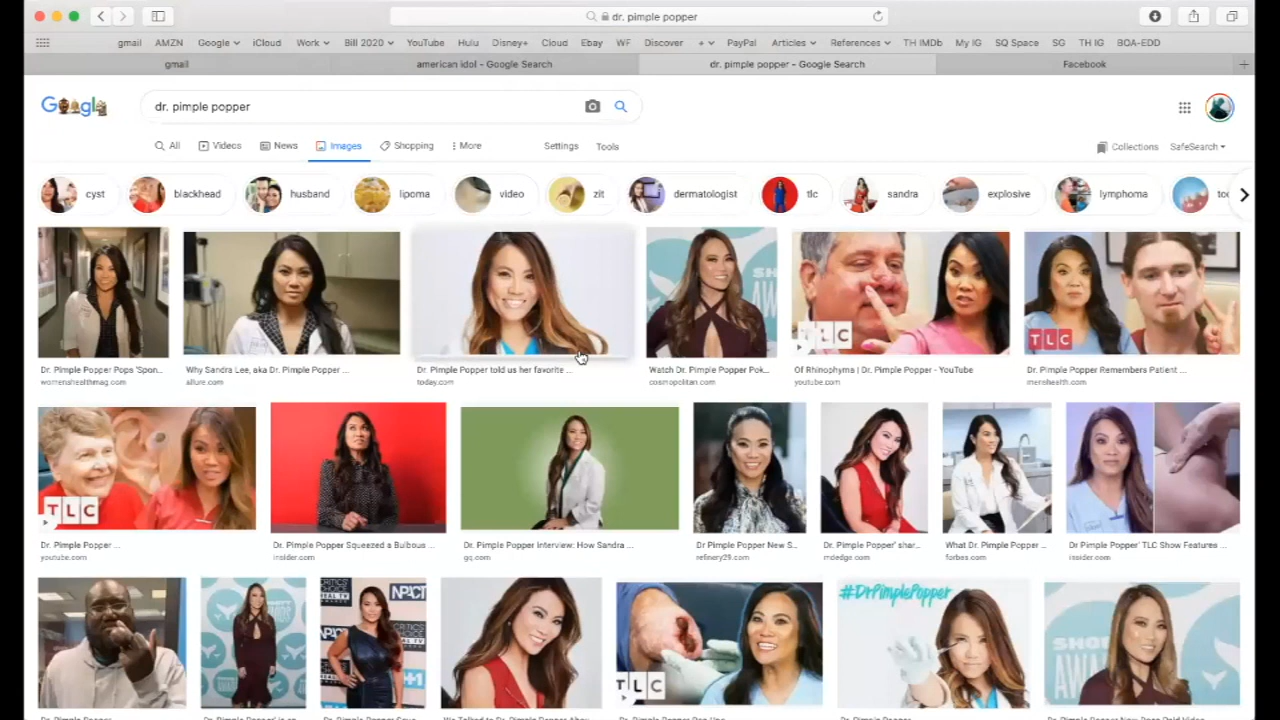 dr. pimple popper
gmail AMZN Google iCloud Work Bill 2020 YouTube Hulu Disney+ Cloud Ebay WF Discover + PayPal Articles References TH IMDb My IG SQ Space SG TH IG BOA-EDD
gmail american idol - Google Search dr. pimple popper - Google Search Facebook
dr. pimple popper
All Videos News Images Shopping More Settings Tools Collections SafeSearch
cyst blackhead husband lipoma video zit dermatologist tlc sandra explosive lymphoma
TLC
TLC
Dr. Pimple Popper Pops 'Spon... Why Sandra Lee, aka Dr. Pimple Popper ... Dr. Pimple Popper told us her favorite ... Watch Dr. Pimple Popper Pok... Of Rhinophyma | Dr. Pimple Popper - YouTube Dr. Pimple Popper Remembers Patient ...
womenshealthmag.com allure.com today.com cosmopolitan.com youtube.com menshealth.com
TLC
Dr. Pimple Popper ... Dr. Pimple Popper Squeezed a Bulbous ... Dr. Pimple Popper Interview: How Sandra ... Dr Pimple Popper New S... Dr. Pimple Popper' shar... What Dr. Pimple Popper ... Dr Pimple Popper' TLC Show Features ...
youtube.com insider.com gq.com refinery29.com mdedge.com forbes.com insider.com
#DrPimplePopper
NPACT
TLC